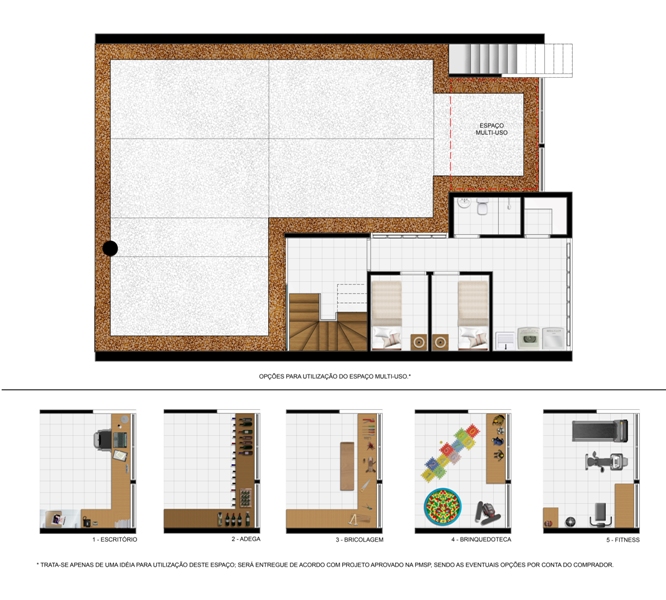 ESPAÇO
MULTI-USO
OPÇÕES PARA UTILIZAÇÃO DO ESPAÇO MULTI-USO.*
1 - ESCRITÓRIO
2 - ADEGA
3 - BRICOLAGEM
4 - BRINQUEDOTECA
5 - FITNESS
* TRATA-SE APENAS DE UMA IDÉIA PARA UTILIZAÇÃO DESTE ESPAÇO; SERÁ ENTREGUE DE ACORDO COM PROJETO APROVADO NA PMSP, SENDO AS EVENTUAIS OPÇÕES POR CONTA DO COMPRADOR.